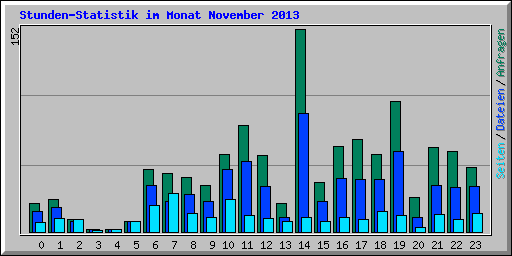 Stunden-Statistik im Monat November 2013
152
Seiten / Dateien / Anfragen
0 1 2 3 4 5 6 7 8 9 10 11 12 13 14 15 16 17 18 19 20 21 22 23